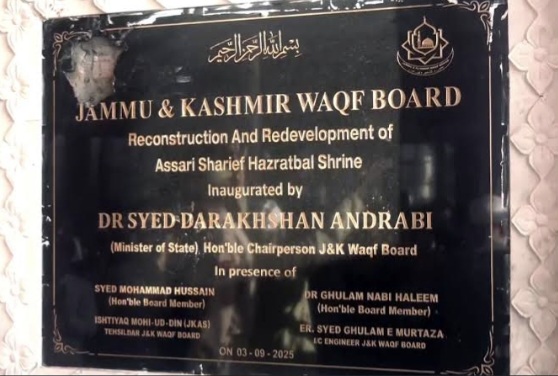 بسم الله الرحمن الرحيم
JAMMU & KASHMIR WAQF BOARD
Reconstruction And Redevelopment of
Assari Sharief Hazratbal Shrine
Inaugurated by
DR SYED DARAKHSHAN ANDRABI
(Minister of State) Hon'ble Chairperson J&K Waqf Board
In presence of
SYED MOHAMMAD HUSSAIN
(Hon'ble Board Member)
DR GHULAM NABI HALEEM
(Hon'ble Board Member)
ISHTIYAQ MOHI-UD-DIN (JKAS)
TEHSILDAR J&K WAQF BOARD
ER. SYED GHULAM E MURTAZA
I.C ENGINEER J&K WAQF BOARD
ON 03-09-2025